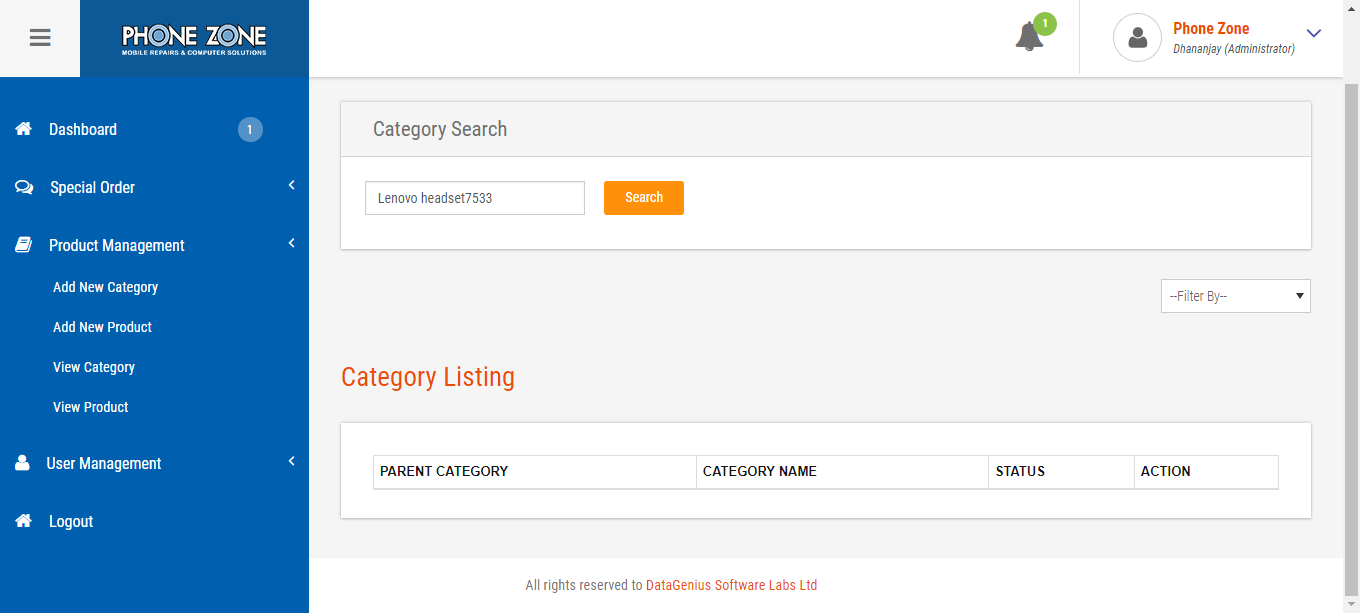 PHONE ZONE
MOBILE REPAIRS & COMPUTER SOLUTIONS
1
Phone Zone
Dhananjay (Administrator)
Dashboard
1
Special Order
Product Management
Add New Category
Add New Product
View Category
View Product
User Management
Logout
Category Search
Lenovo headset7533
Search
--Filter By--
Category Listing
PARENT CATEGORY CATEGORY NAME STATUS ACTION
All rights reserved to DataGenius Software Labs Ltd